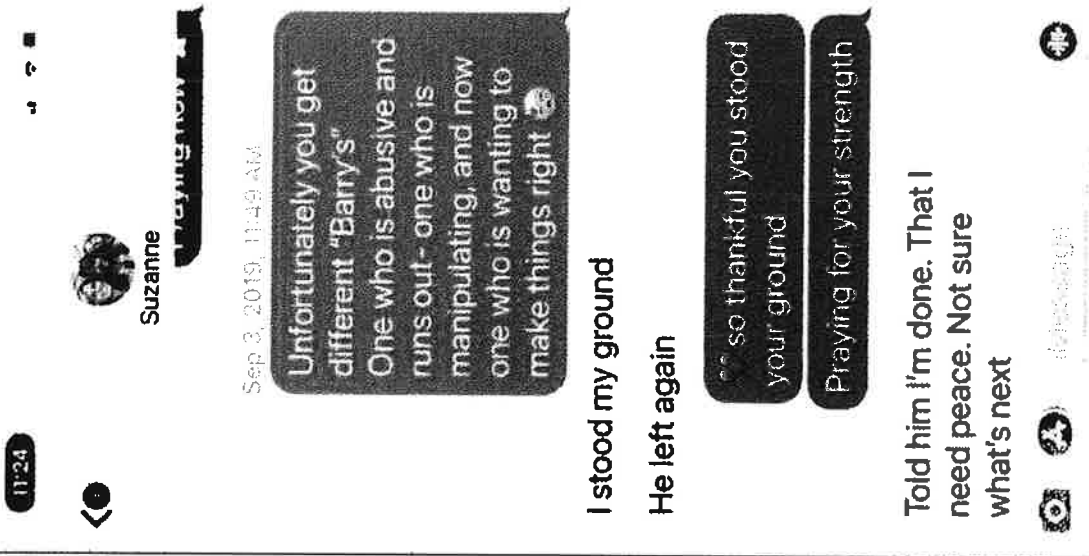 11:24
Suzanne
Praying now
Sep 3, 2019, 11:49 AM
Unfortunately you get
different "Barry's"
One who is abusive and
runs out- one who is
manipulating, and now
one who is wanting to
make things right 
I stood my ground
He left again
♡ so thankful you stood
your ground
Praying for your strength
Told him I'm done. That I
need peace. Not sure
what's next
iMessage